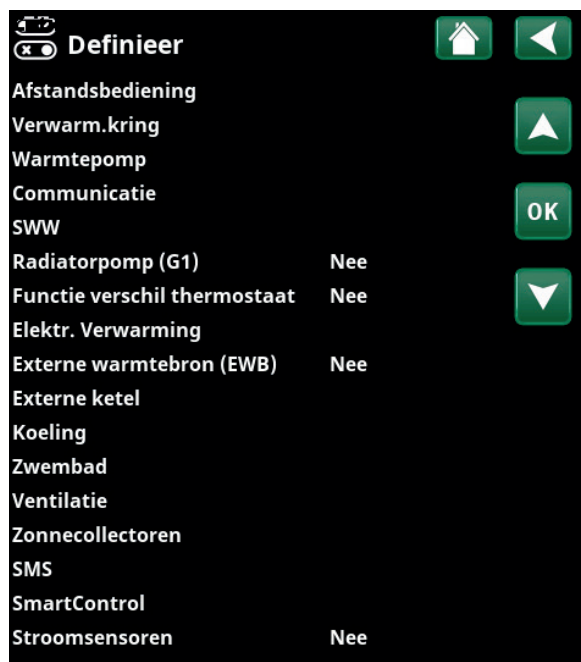 Definieer
Afstandsbediening
Verwarm.kring
Warmtepomp
Communicatie
OK
SWW
Radiatorpomp (G1) Nee
Functie verschil thermostaat Nee
Elektr. Verwarming
Externe warmtebron (EWB) Nee
Externe ketel
Koeling
Zwembad
Ventilatie
Zonnecollectoren
SMS
SmartControl
Stroomsensoren Nee